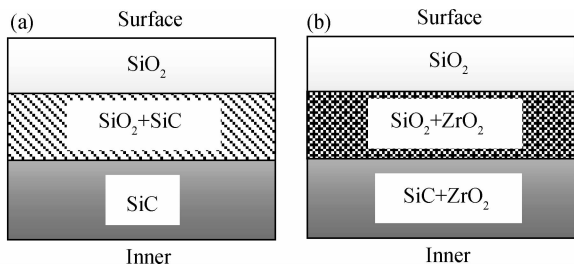 (a) Surface
SiO₂
SiO₂+SiC
SiC
Inner
(b) Surface
SiO₂
SiO₂+ZrO₂
SiC+ZrO₂
Inner